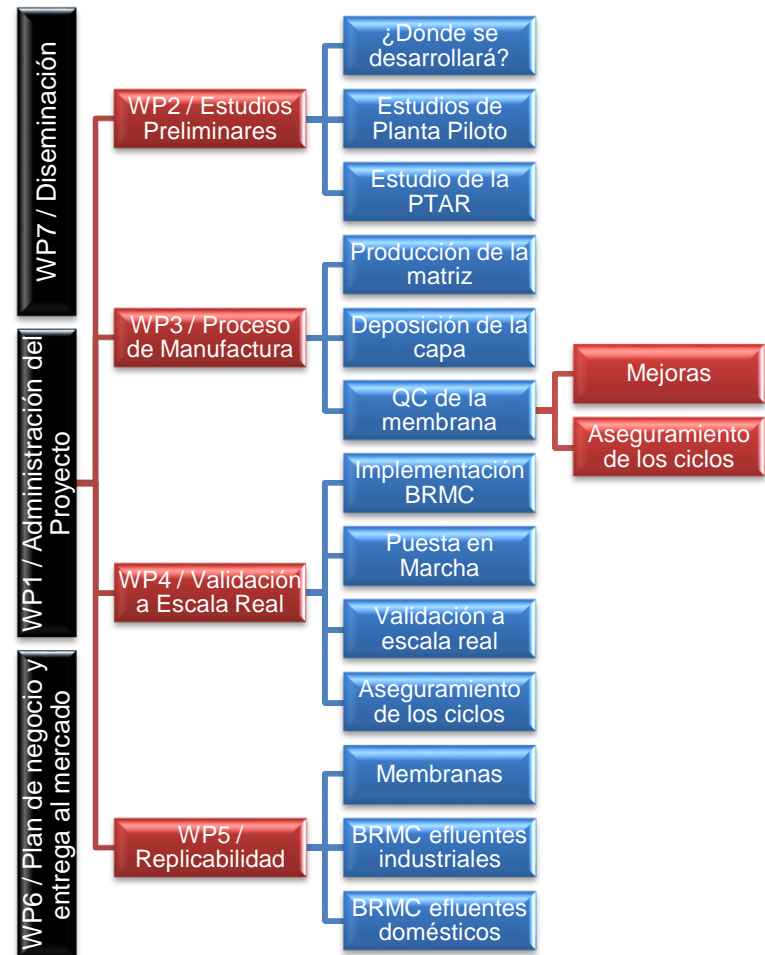 WP7 / Diseminación
WP1 / Administración del
Proyecto
WP6 / Plan de negocio y
entrega al mercado
WP2 / Estudios
Preliminares
¿Dónde se
desarrollará?
Estudios de
Planta Piloto
Estudio de la
PTAR
WP3 / Proceso
de Manufactura
Producción de la
matriz
Deposición de la
capa
QC de la
membrana
Mejoras
Aseguramiento
de los ciclos
WP4 / Validación
a Escala Real
Implementación
BRMC
Puesta en
Marcha
Validación a
escala real
Aseguramiento
de los ciclos
WP5 /
Replicabilidad
Membranas
BRMC efluentes
industriales
BRMC efluentes
domésticos